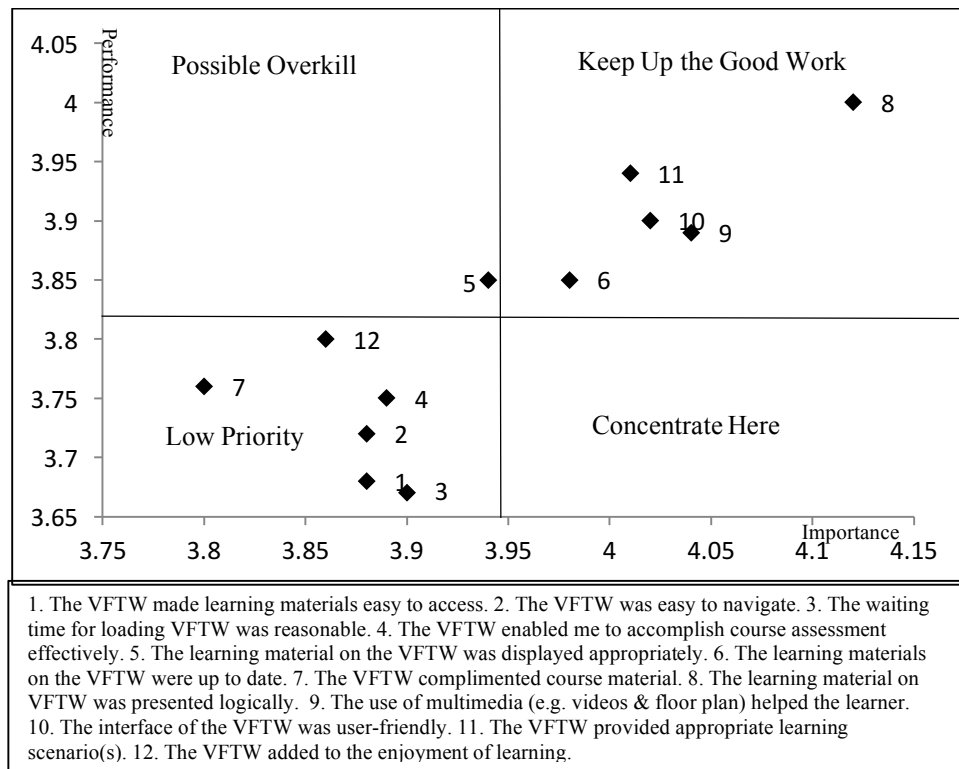 4.05
Performance
Possible Overkill
Keep Up the Good Work
4
8
3.95
11
3.9
10
9
3.85
5
6
3.8
12
7
3.75
4
Low Priority
2
Concentrate Here
3.7
1
3
3.65
Importance
3.75
3.8
3.85
3.9
3.95
4
4.05
4.1
4.15
1. The VFTW made learning materials easy to access. 2. The VFTW was easy to navigate. 3. The waiting
time for loading VFTW was reasonable. 4. The VFTW enabled me to accomplish course assessment
effectively. 5. The learning material on the VFTW was displayed appropriately. 6. The learning materials
on the VFTW were up to date. 7. The VFTW complimented course material. 8. The learning material on
VFTW was presented logically. 9. The use of multimedia (e.g. videos & floor plan) helped the learner.
10. The interface of the VFTW was user-friendly. 11. The VFTW provided appropriate learning
scenario(s). 12. The VFTW added to the enjoyment of learning.